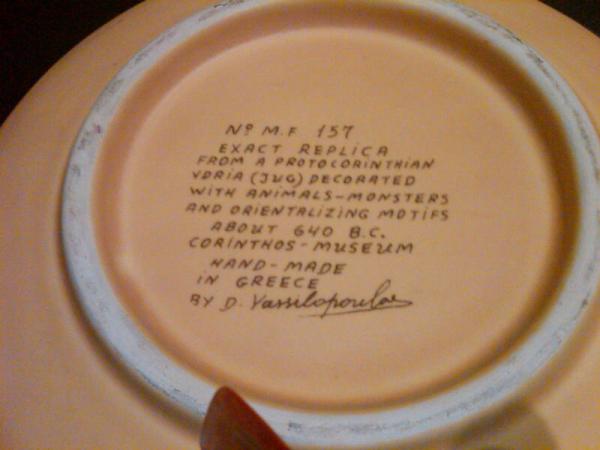 Nº M.F 157
EXACT REPLICA
FROM A PROTOCORINTHIAN
YDRIA (JUG) DECORATED
WITH ANIMALS-MONSTERS
AND ORIENTALIZING MOTIFS
ABOUT 640 B.C.
CORINTHOS-MUSEUM
HAND-MADE
IN GREECE
BY D. Vassilopoulos